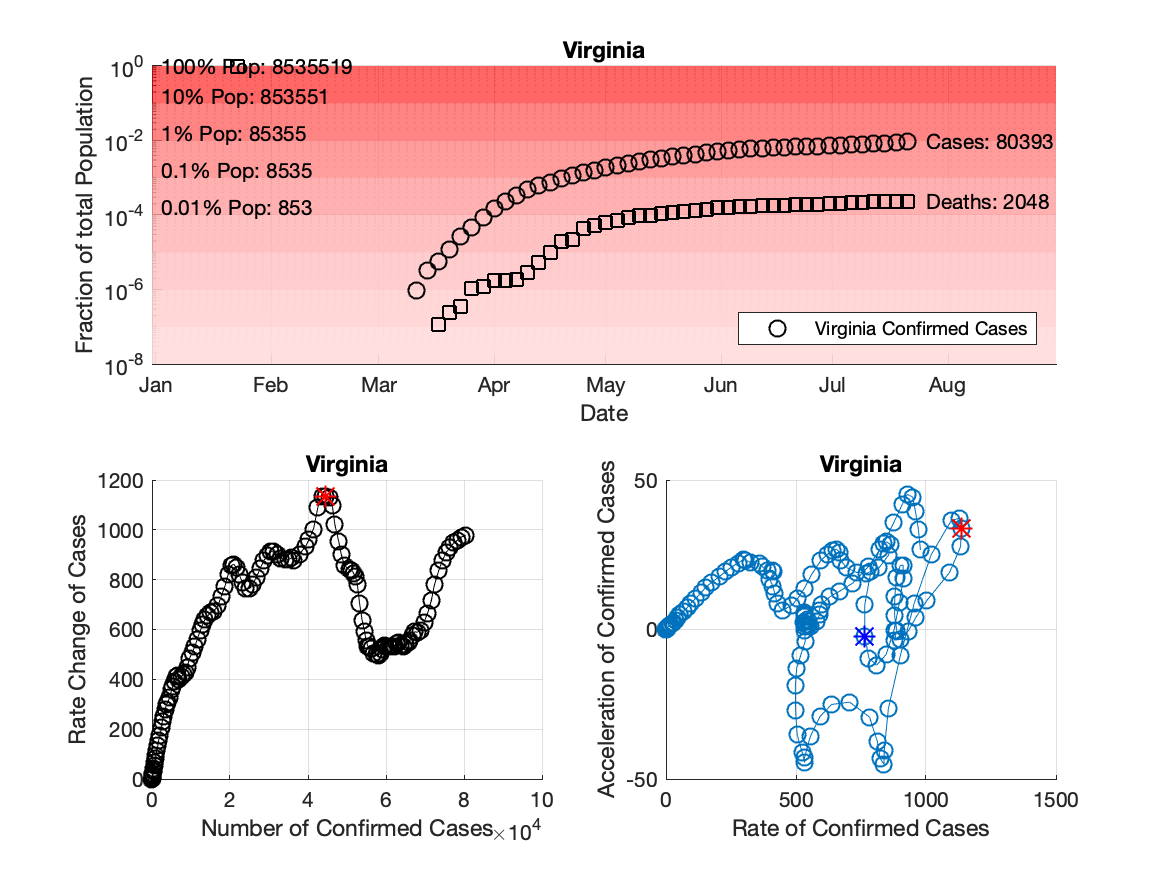 Virginia
10^0
10^-2
10^-4
10^-6
10^-8
Fraction of total Population
100% Pop: 8535519
10% Pop: 853551
1% Pop: 85355
0.1% Pop: 8535
0.01% Pop: 853
Cases: 80393
Deaths: 2048
Virginia Confirmed Cases
Jan Feb Mar Apr May Jun Jul Aug
Date
Virginia
1200
1000
800
600
400
200
0
Rate Change of Cases
0 2 4 6 8 10
Number of Confirmed Cases ×10^4
Virginia
50
0
-50
Acceleration of Confirmed Cases
0 500 1000 1500
Rate of Confirmed Cases